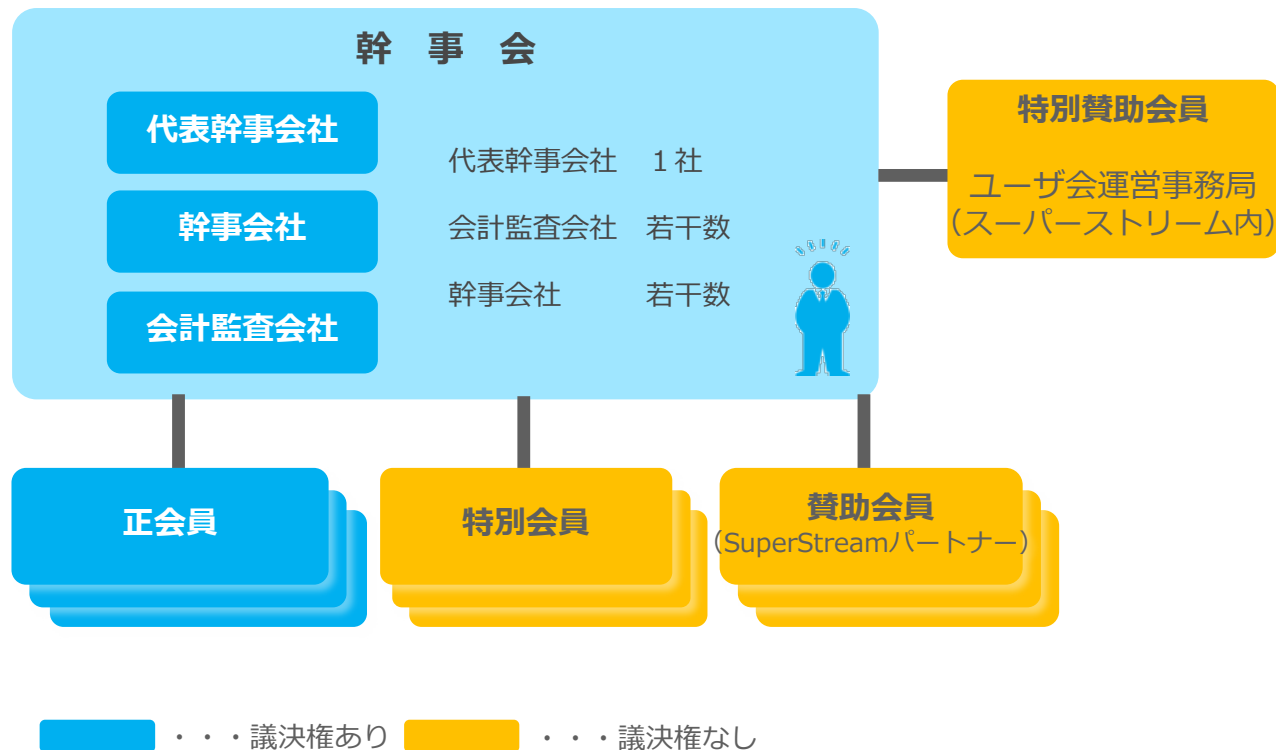 幹 事 会
代表幹事会社
幹事会社
会計監査会社
代表幹事会社 １社
会計監査会社 若干数
幹事会社 若干数
特別賛助会員
ユーザ会運営事務局
（スーパーストリーム内）
正会員
特別会員
賛助会員
（SuperStreamパートナー）
・・・議決権あり
・・・議決権なし